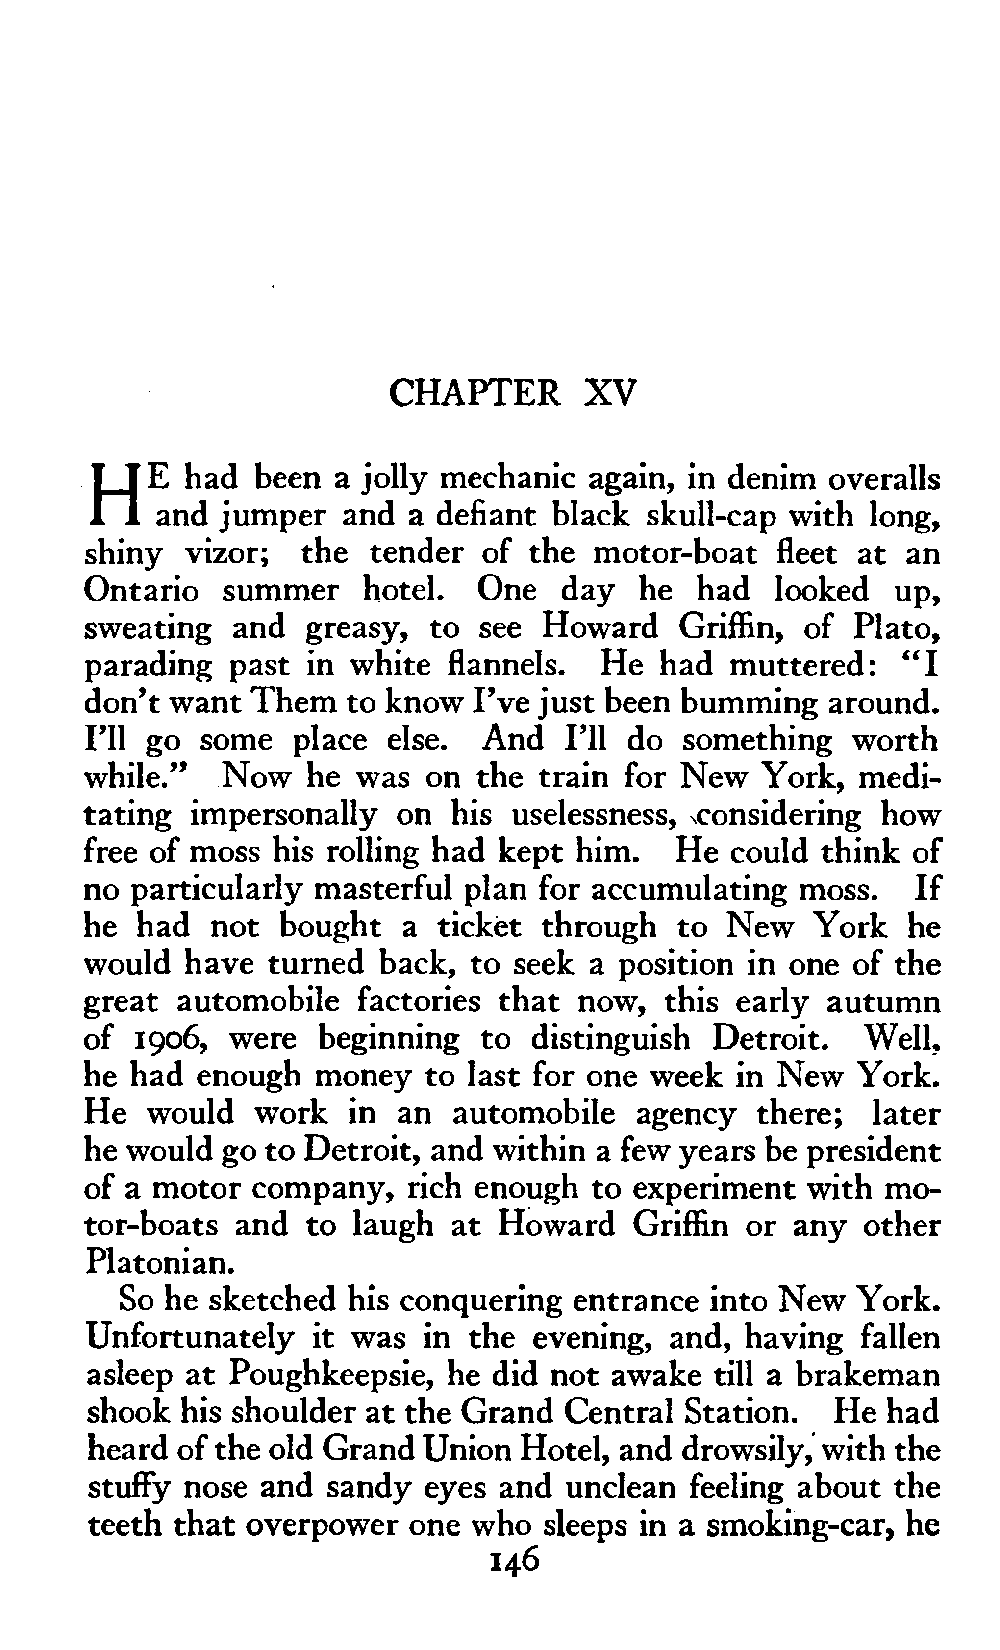 CHAPTER XV
HE had been a jolly mechanic again, in denim overalls
and jumper and a defiant black skull-cap with long,
shiny vizor; the tender of the motor-boat fleet at an
Ontario summer hotel. One day he had looked up,
sweating and greasy, to see Howard Griffin, of Plato,
parading past in white flannels. He had muttered: "I
don't want Them to know I've just been bumming around.
I'll go some place else. And I'll do something worth
while." Now he was on the train for New York, medi-
tating impersonally on his uselessness, considering how
free of moss his rolling had kept him. He could think of
no particularly masterful plan for accumulating moss. If
he had not bought a ticket through to New York he
would have turned back, to seek a position in one of the
great automobile factories that now, this early autumn
of 1906, were beginning to distinguish Detroit. Well,
he had enough money to last for one week in New York.
He would work in an automobile agency there; later
he would go to Detroit, and within a few years be president
of a motor company, rich enough to experiment with mo-
tor-boats and to laugh at Howard Griffin or any other
Platonian.
So he sketched his conquering entrance into New York.
Unfortunately it was in the evening, and, having fallen
asleep at Poughkeepsie, he did not awake till a brakeman
shook his shoulder at the Grand Central Station. He had
heard of the old Grand Union Hotel, and drowsily, with the
stuffy nose and sandy eyes and unclean feeling about the
teeth that overpower one who sleeps in a smoking-car, he
146